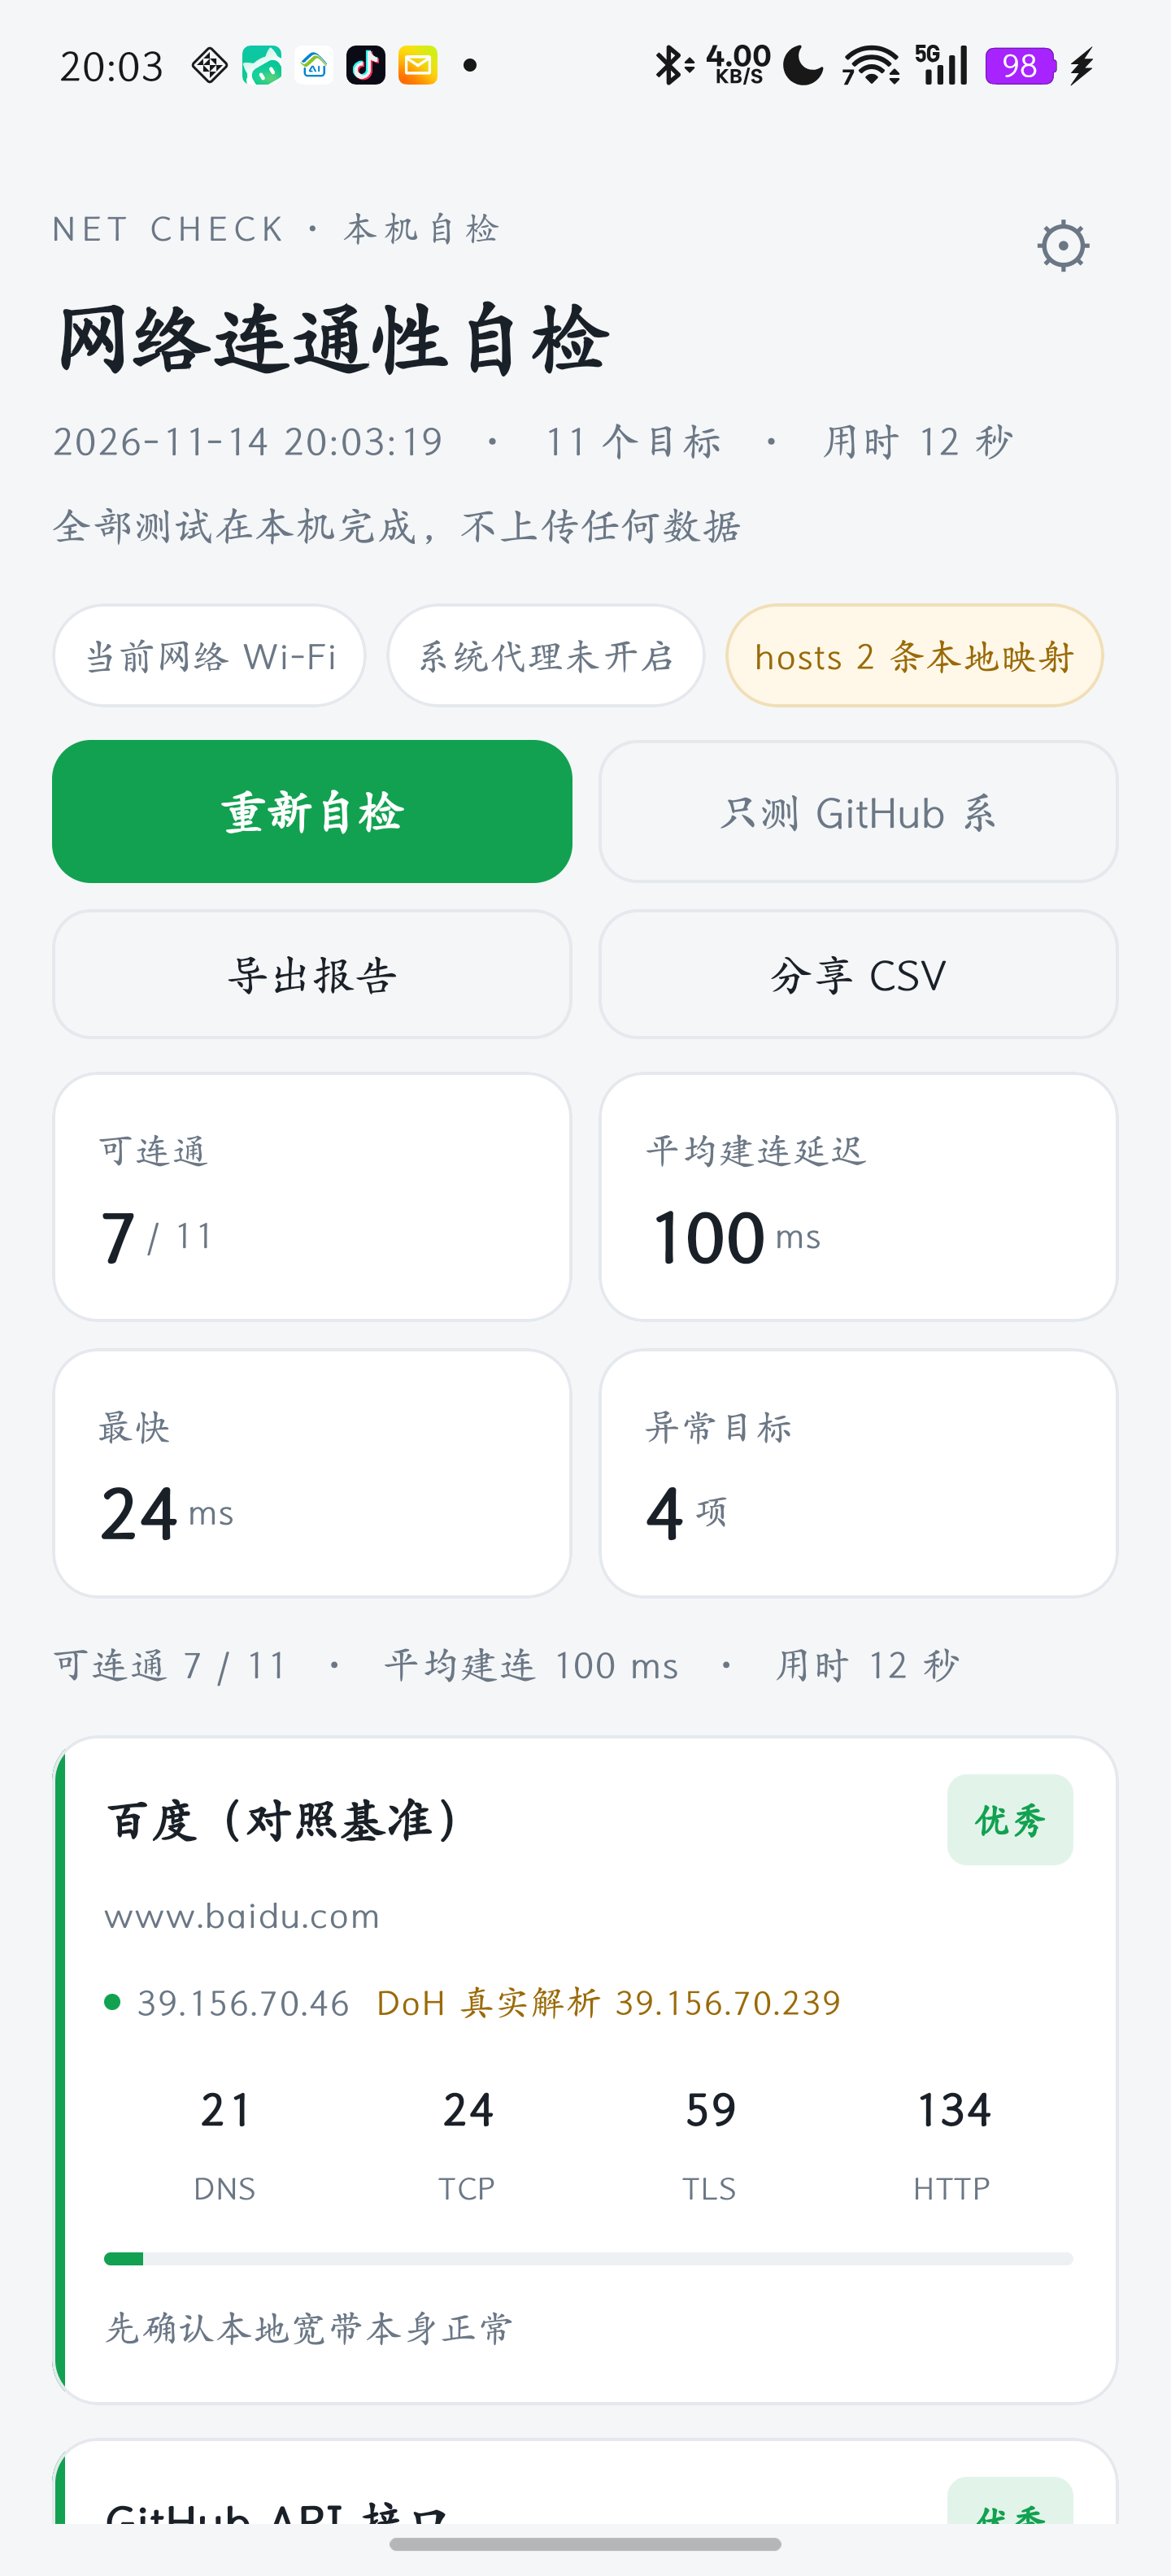 20:03 4.00 KB/S 7 5G 98
NET CHECK · 本机自检
网络连通性自检
2026-11-14 20:03:19 · 11 个目标 · 用时 12 秒
全部测试在本机完成，不上传任何数据
当前网络 Wi-Fi 系统代理未开启 hosts 2 条本地映射
重新自检 只测 GitHub 系
导出报告 分享 CSV
可连通 平均建连延迟
7 / 11 100 ms
最快 异常目标
24 ms 4 项
可连通 7 / 11 · 平均建连 100 ms · 用时 12 秒
百度（对照基准） 优秀
www.baidu.com
39.156.70.46 DoH 真实解析 39.156.70.239
21 24 59 134
DNS TCP TLS HTTP
先确认本地宽带本身正常
GitHub API 接口 优秀